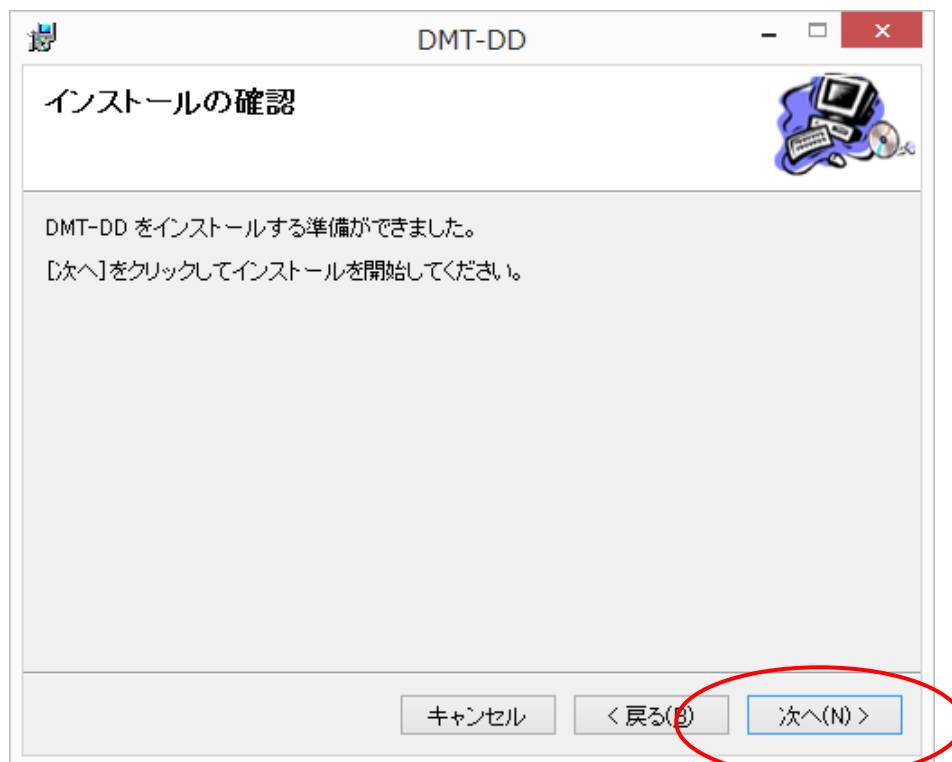 DMT-DD
インストールの確認
DMT-DD をインストールする準備ができました。
[次へ]をクリックしてインストールを開始してください。
キャンセル < 戻る(B) 次へ(N) >